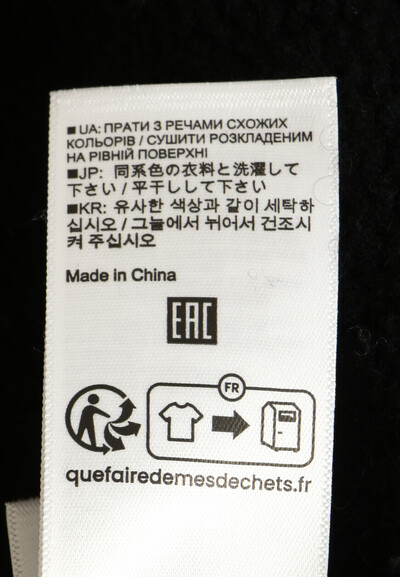 ■ UA: ПРАТИ З РЕЧАМИ СХОЖИХ
КОЛЬОРІВ / СУШИТИ РОЗКЛАДЕНИМ
НА РІВНІЙ ПОВЕРХНІ
■JP: 同系色の衣料と洗濯して
下さい / 平干しして下さい
■KR: 유사한 색상과 같이 세탁하
십시오 / 그늘에서 뉘어서 건조시
켜 주십시오
Made in China
EAC
FR
quefairedemesdechets.fr